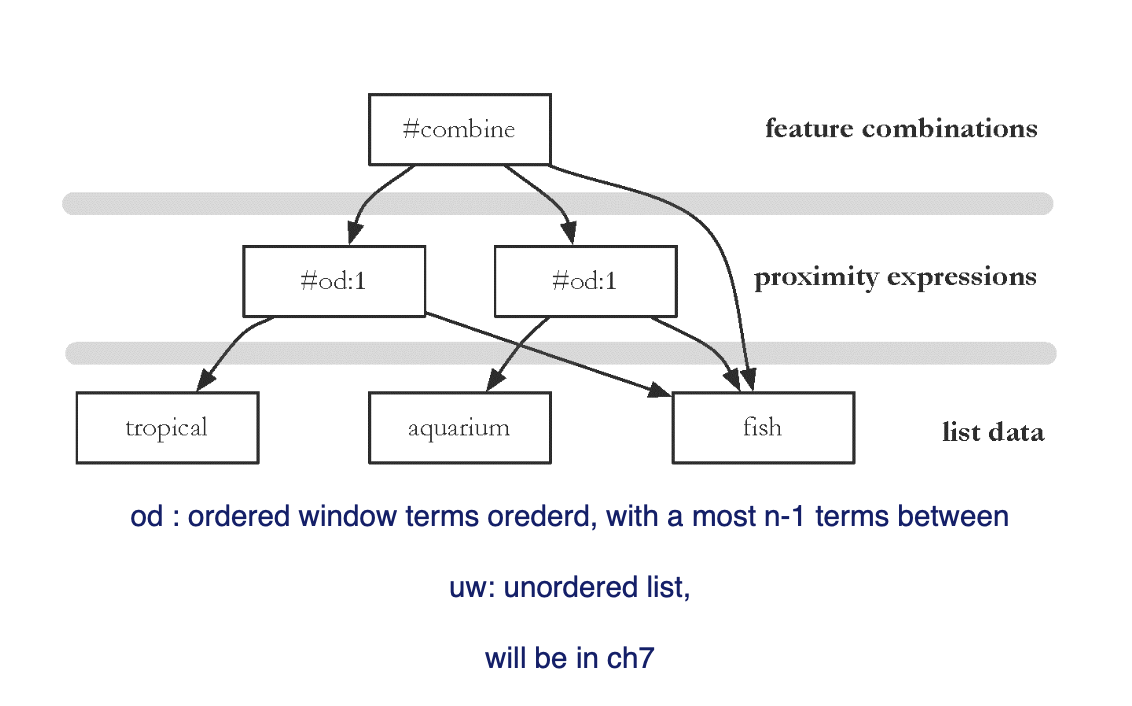 #combine
feature combinations
#od:1
#od:1
proximity expressions
tropical
aquarium
fish
list data
od : ordered window terms orederd, with a most n-1 terms between
uw: unordered list,
will be in ch7